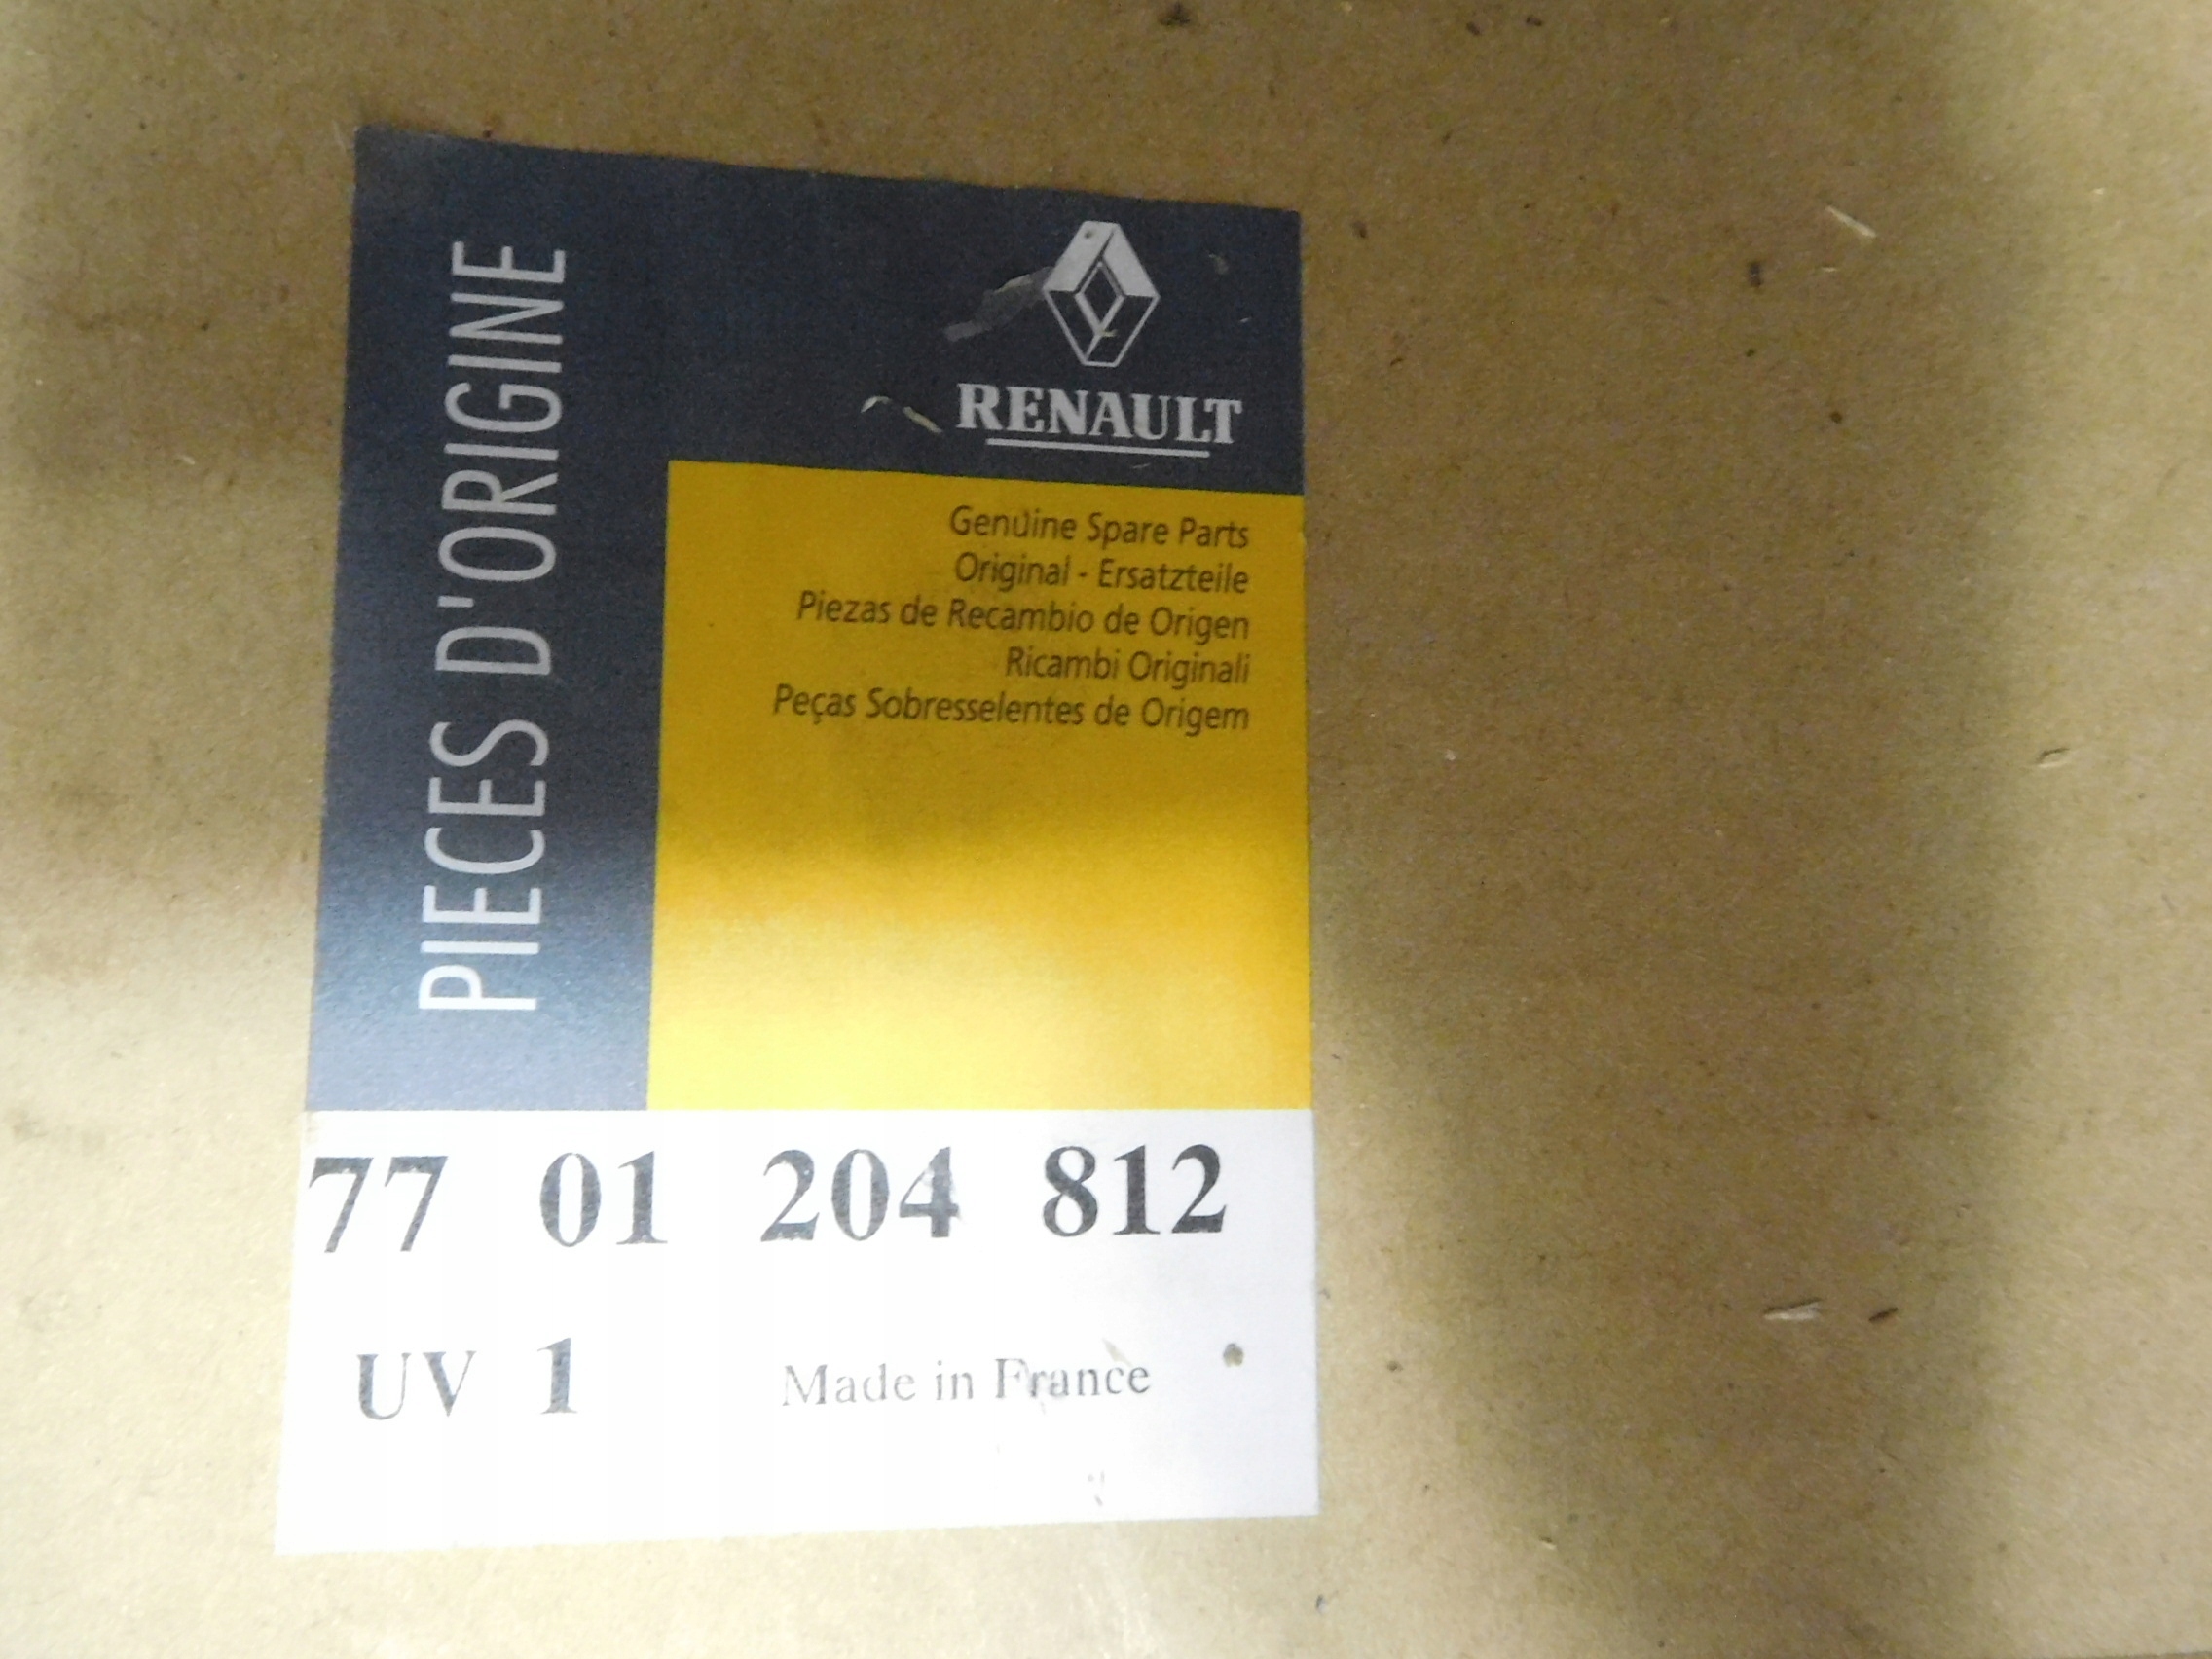 PIECES D'ORIGINE
RENAULT
Genuine Spare Parts
Original - Ersatzteile
Piezas de Recambio de Origen
Ricambi Originali
Peças Sobresselentes de Origem
77 01 204 812
UV 1 Made in France